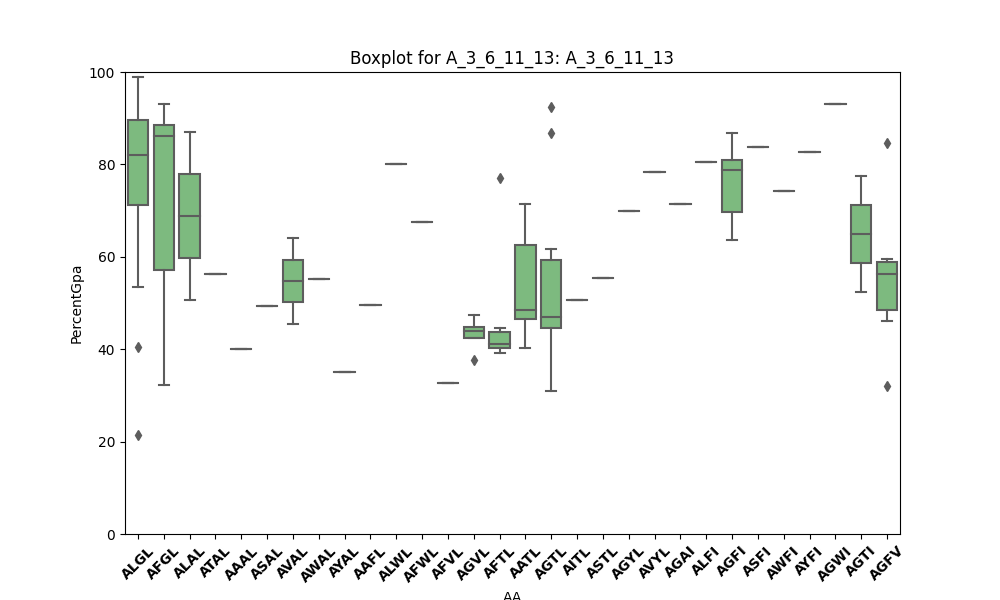 Boxplot for A_3_6_11_13: A_3_6_11_13
PercentGpa
100
80
60
40
20
0
ALGL AFGL ALAL ATAL AAAL ASAL AVAL AWAL AYAL AAFL ALWL AFWL AFVL AGVL AFTL AATL AGTL AITL ASTL AGYL AVYL AGAI ALFI AGFI ASFI AWFI AYFI AGWI AGTI AGFV
AA